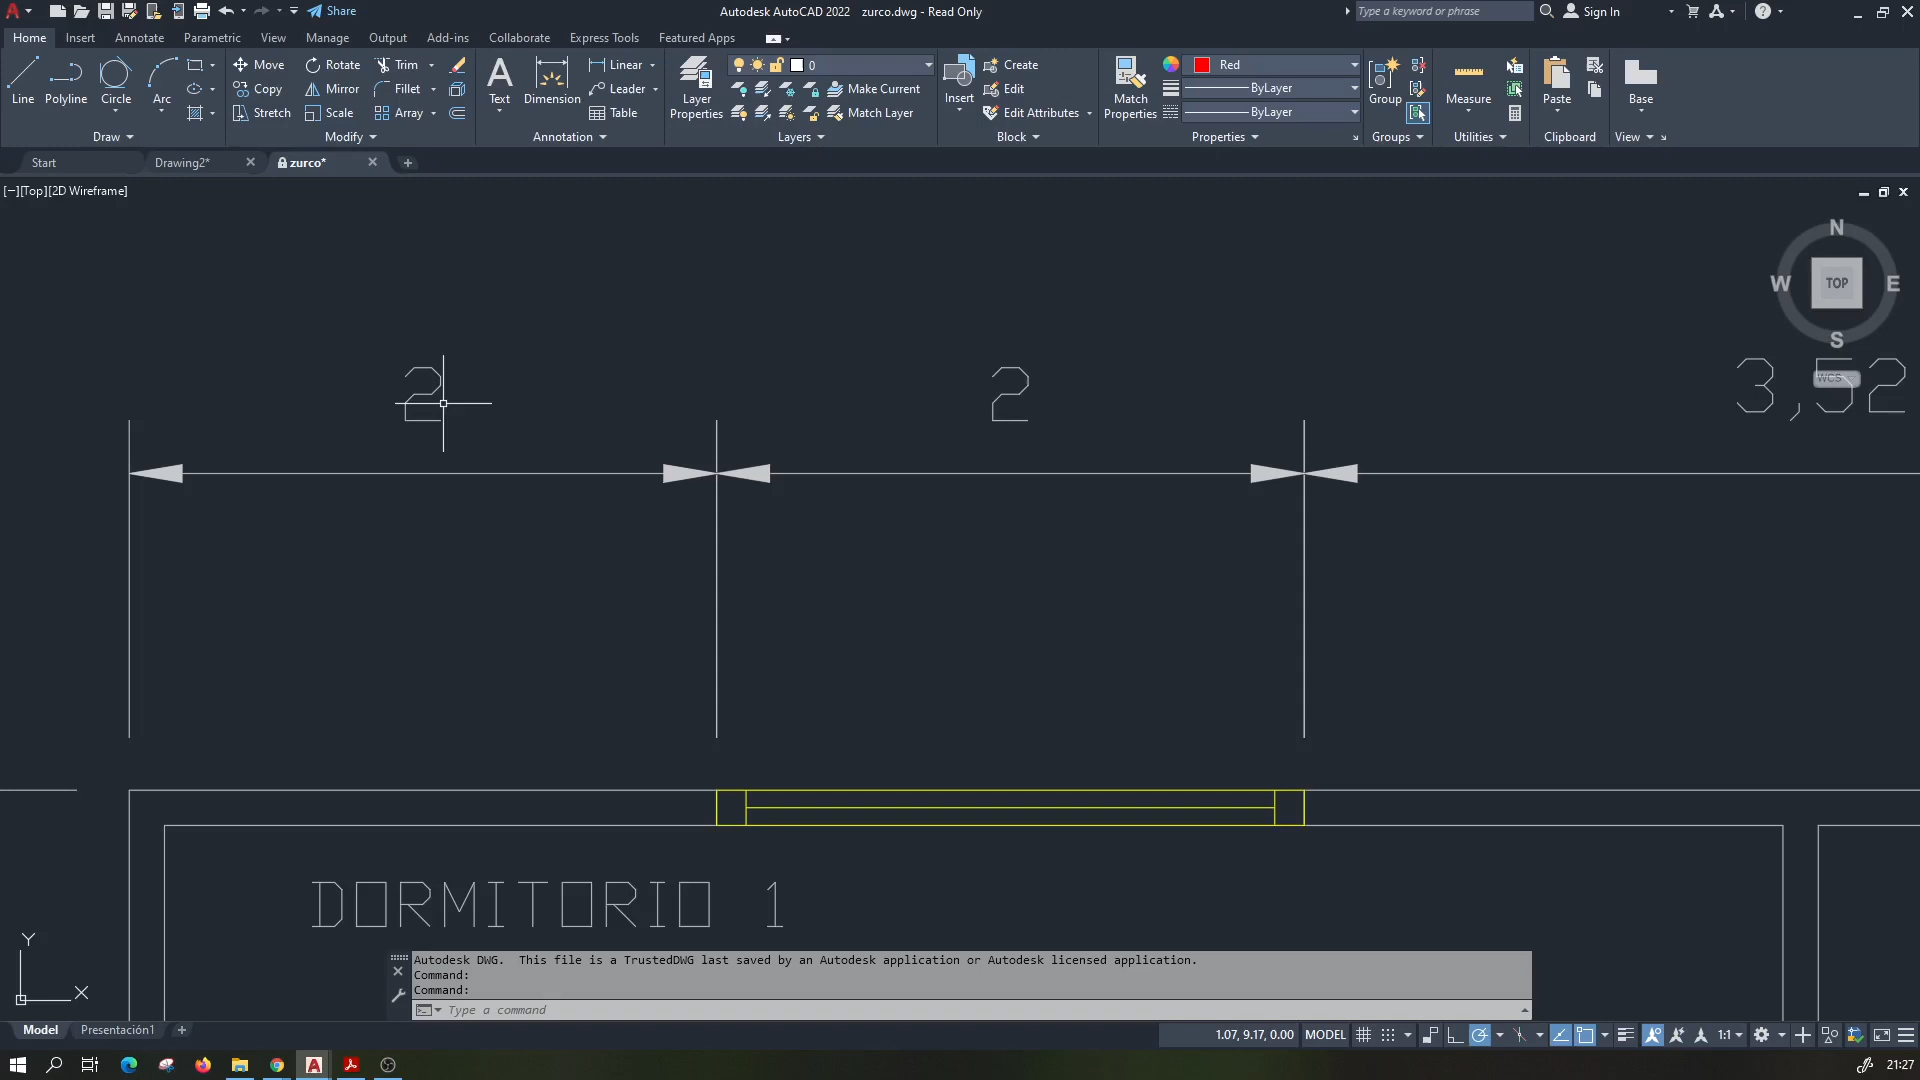 Share
Autodesk AutoCAD 2022 zurco.dwg - Read Only
Type a keyword or phrase
Sign In
Home Insert Annotate Parametric View Manage Output Add-ins Collaborate Express Tools Featured Apps
Line Polyline Circle Arc
Draw
Move Rotate Trim
Copy Mirror Fillet
Stretch Scale Array
Modify
Text Dimension
Linear
Leader
Table
Annotation
Layer Properties
0
Make Current
Match Layer
Layers
Insert
Create
Edit
Edit Attributes
Block
Match Properties
Red
ByLayer
ByLayer
Properties
Group
Groups
Measure
Utilities
Paste
Clipboard
Base
View
Start Drawing2* zurco*
[−][Top][2D Wireframe]
N
W TOP E
S
WCS
2 2 3,52
DORMITORIO 1
Y
X
Autodesk DWG. This file is a TrustedDWG last saved by an Autodesk application or Autodesk licensed application.
Command:
Command:
Type a command
Model Presentación1
1.07, 9.17, 0.00 MODEL 1:1
21:27